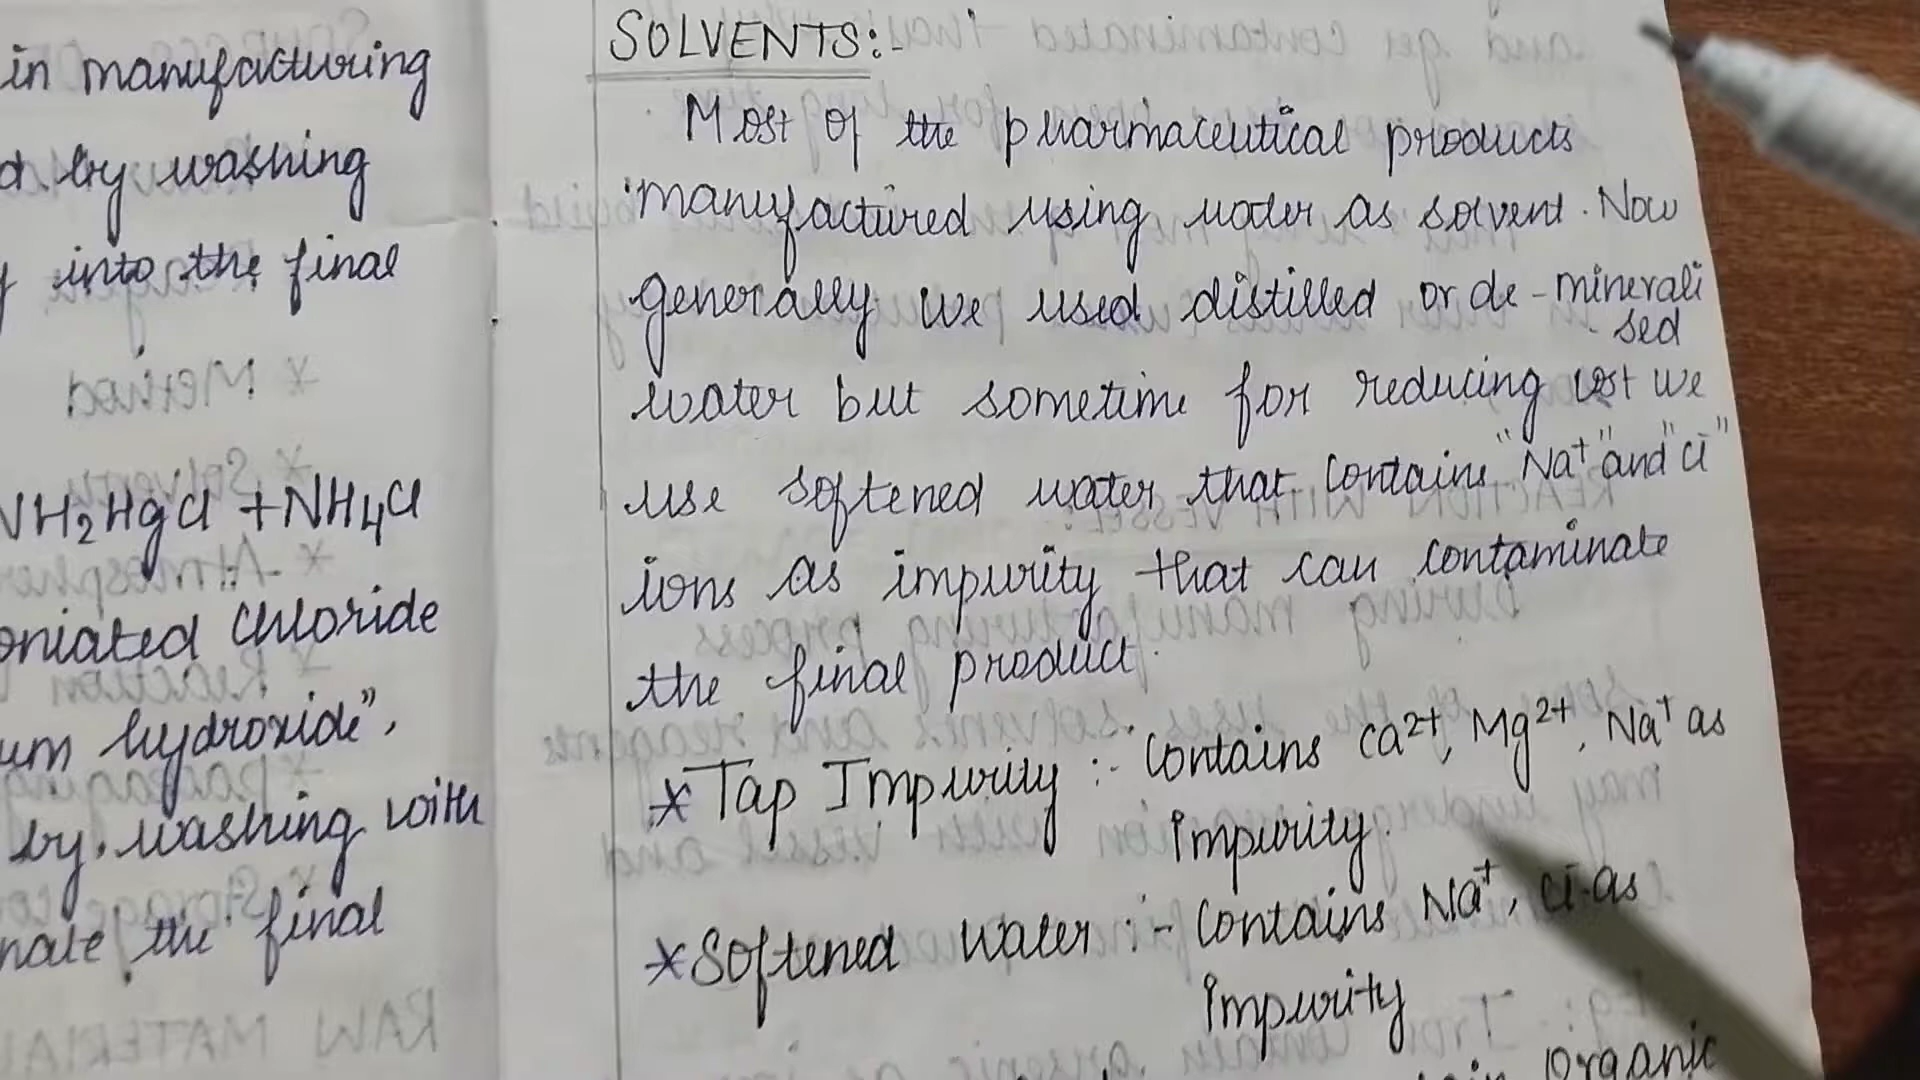 in manufacturing
by washing
into the final
NH₂HgCl + NH₄Cl
oniated chloride
um hydroxide",
by washing with
nate the final
SOLVENTS:-
Most of the pharmaceutical products
manufactured using water as solvent. Now
generally we used distilled or de-minerali
sed
water but sometime for reducing cost we
use softened water that contains "Na⁺" and "Cl⁻"
ions as impurity that can contaminate
the final product.
*Tap Impurity :- Contains Ca²⁺, Mg²⁺, Na⁺ as
Impurity.
*Softened Water :- Contains Na⁺, Cl⁻ as
Impurity
Organic